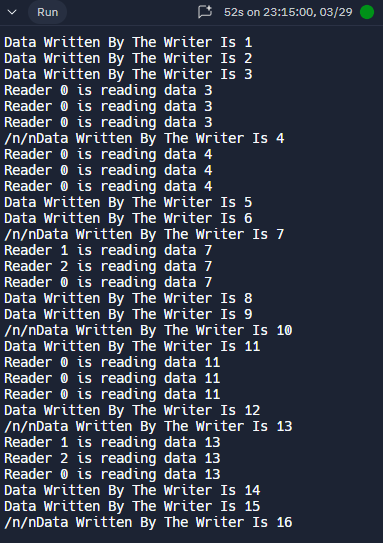 Run
52s on 23:15:00, 03/29
Data Written By The Writer Is 1
Data Written By The Writer Is 2
Data Written By The Writer Is 3
Reader 0 is reading data 3
Reader 0 is reading data 3
Reader 0 is reading data 3
/n/nData Written By The Writer Is 4
Reader 0 is reading data 4
Reader 0 is reading data 4
Reader 0 is reading data 4
Data Written By The Writer Is 5
Data Written By The Writer Is 6
/n/nData Written By The Writer Is 7
Reader 1 is reading data 7
Reader 2 is reading data 7
Reader 0 is reading data 7
Data Written By The Writer Is 8
Data Written By The Writer Is 9
/n/nData Written By The Writer Is 10
Data Written By The Writer Is 11
Reader 0 is reading data 11
Reader 0 is reading data 11
Reader 0 is reading data 11
Data Written By The Writer Is 12
/n/nData Written By The Writer Is 13
Reader 1 is reading data 13
Reader 2 is reading data 13
Reader 0 is reading data 13
Data Written By The Writer Is 14
Data Written By The Writer Is 15
/n/nData Written By The Writer Is 16